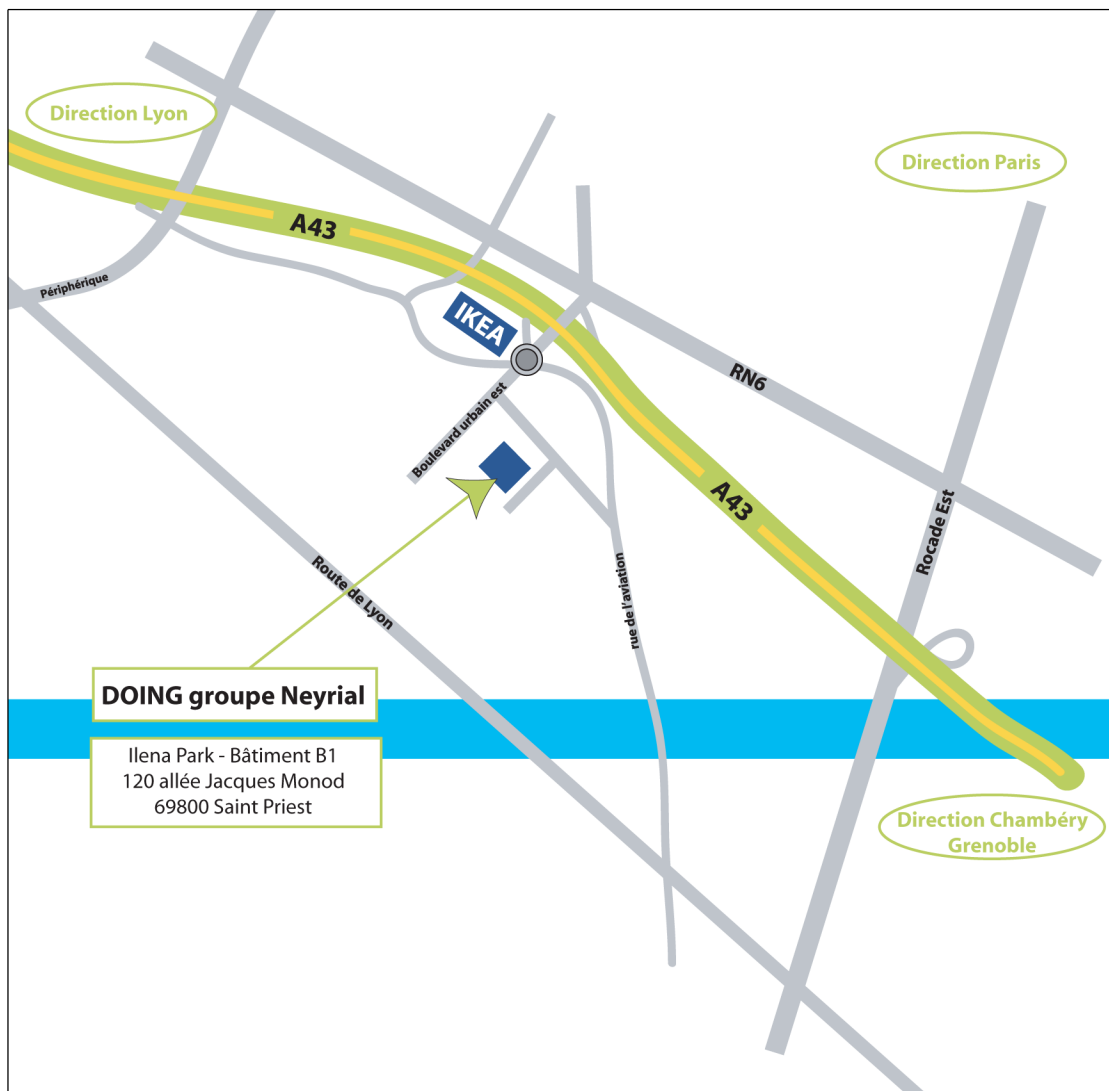 Direction Lyon
Direction Paris
A43
Périphérique
IKEA
RN6
Boulevard urbain est
A43
Rocade Est
Route de Lyon
rue de l'aviation
DOING groupe Neyrial
Ilena Park - Bâtiment B1
120 allée Jacques Monod
69800 Saint Priest
Direction Chambéry
Grenoble